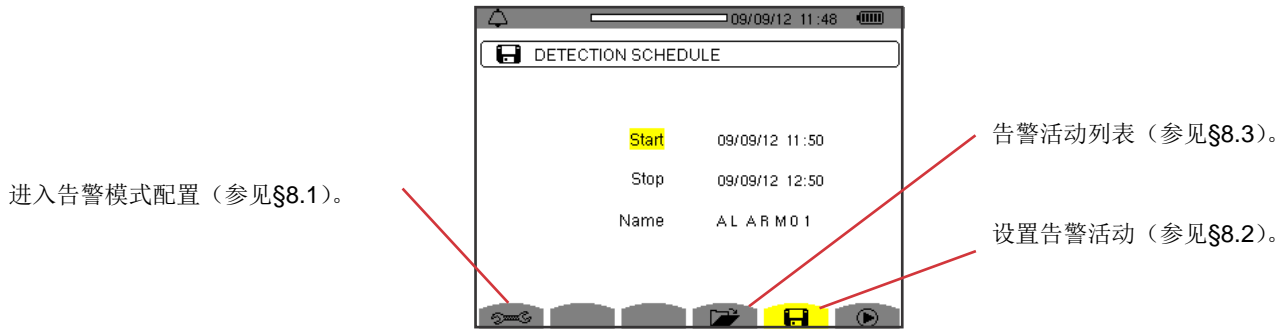 09/09/12 11:48
DETECTION SCHEDULE
Start 09/09/12 11:50
Stop 09/09/12 12:50
Name ALARM01
告警活动列表（参见§8.3）。
进入告警模式配置（参见§8.1）。
设置告警活动（参见§8.2）。